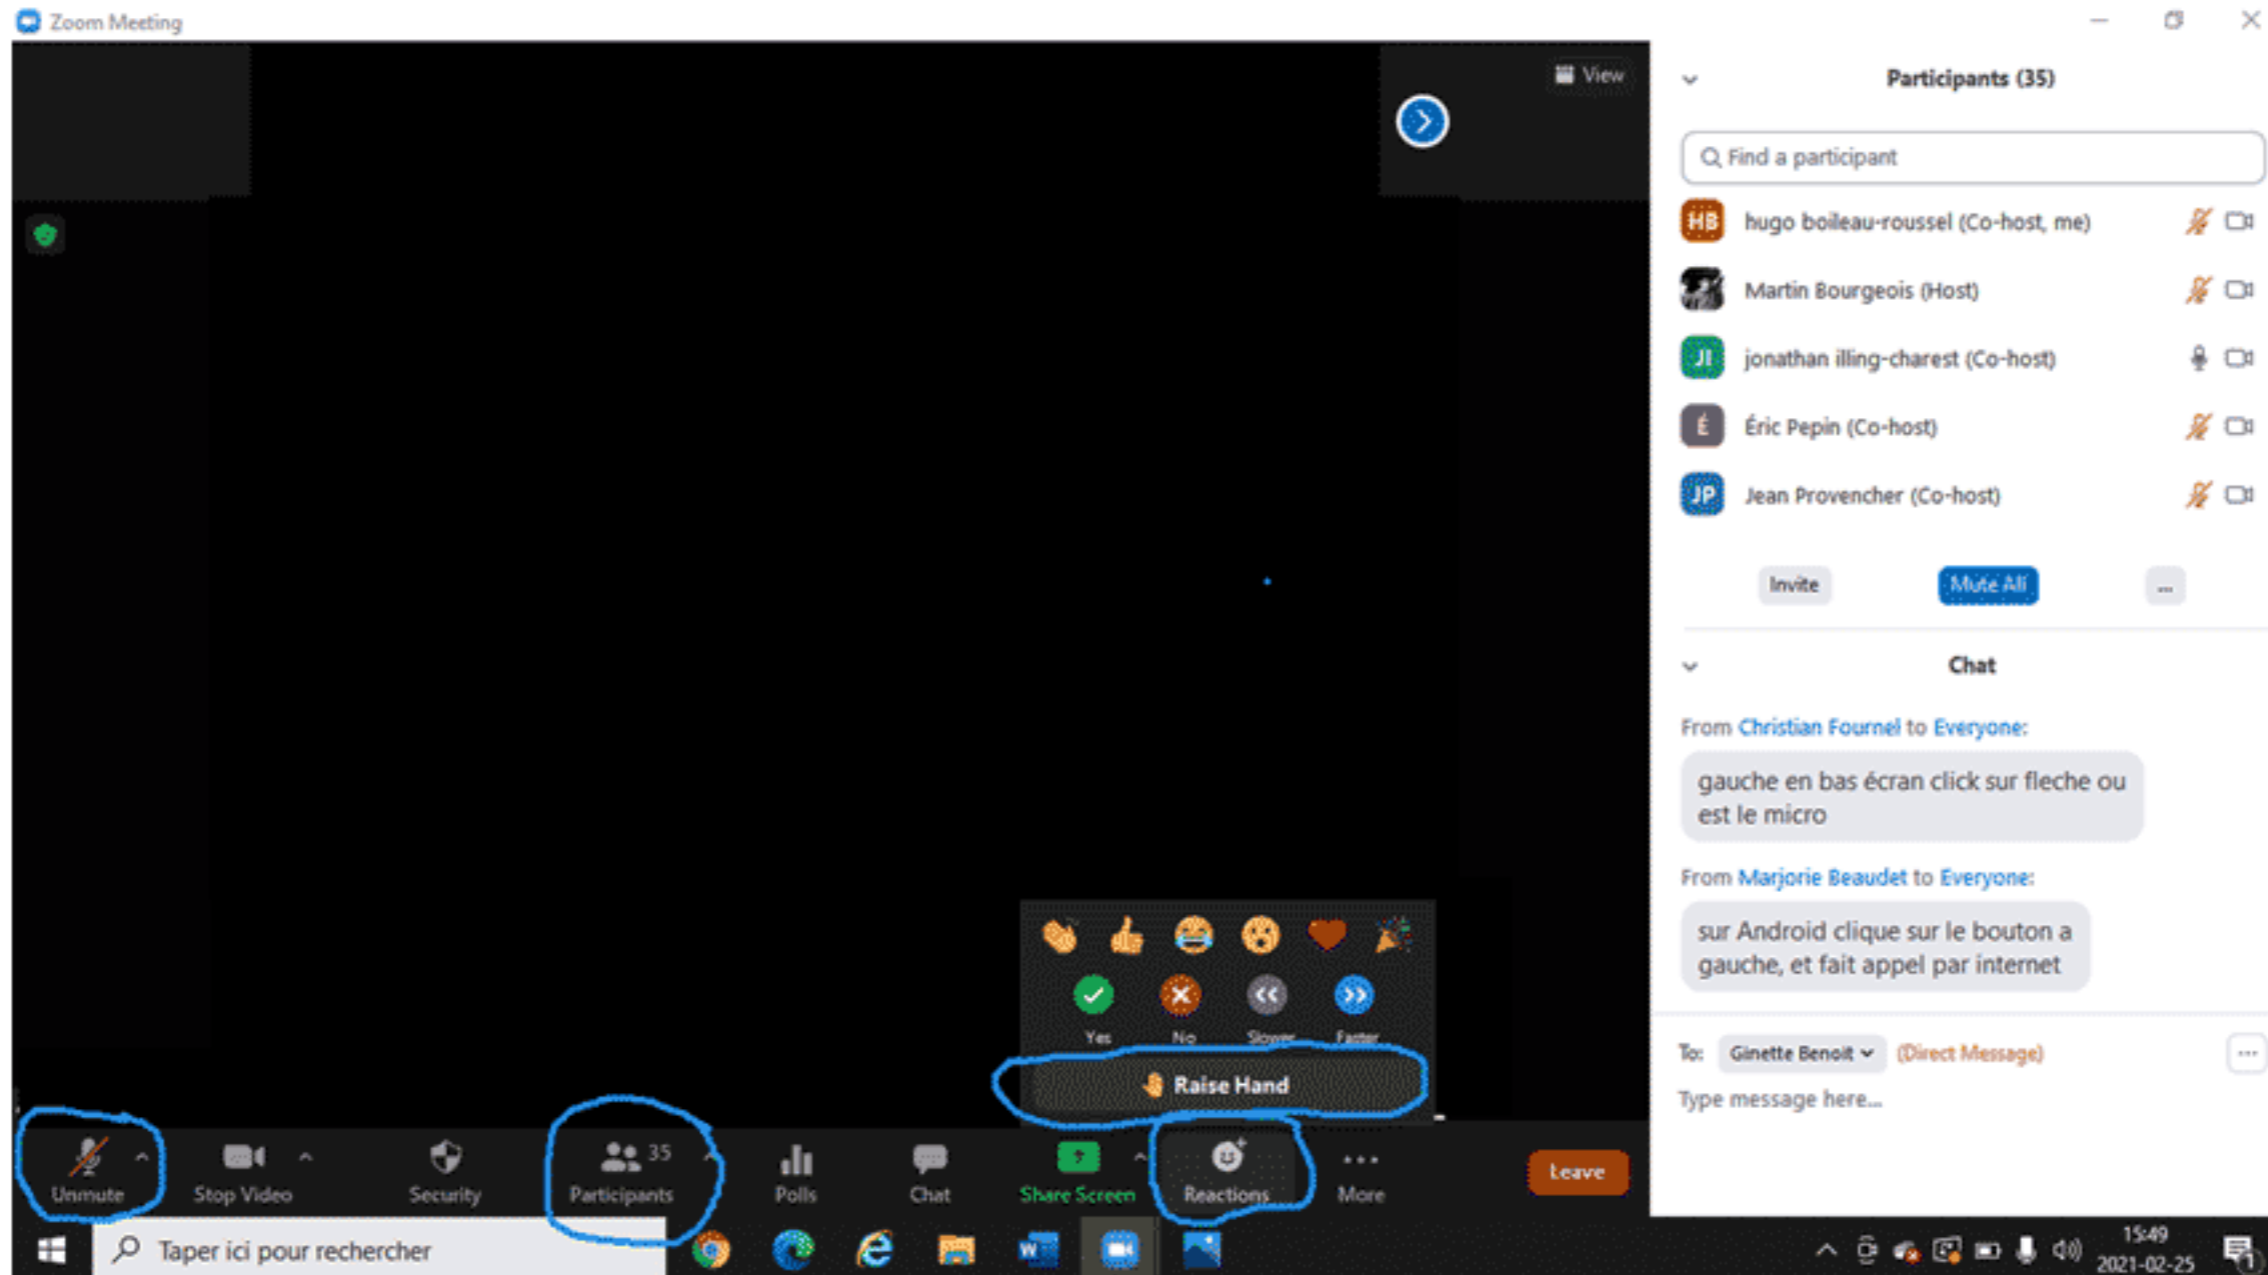 Zoom Meeting
View
Participants (35)
Find a participant
HB hugo boileau-roussel (Co-host, me)
Martin Bourgeois (Host)
JI jonathan illing-charest (Co-host)
É Éric Pepin (Co-host)
JP Jean Provencher (Co-host)
Invite Mute All ...
Chat
From Christian Fournel to Everyone:
gauche en bas écran click sur fleche ou
est le micro
From Marjorie Beaudet to Everyone:
sur Android clique sur le bouton a
gauche, et fait appel par internet
To: Ginette Benoit (Direct Message)
Type message here...
Yes No Slower Faster
Raise Hand
35
Unmute Stop Video Security Participants Polls Chat Share Screen Reactions More Leave
Taper ici pour rechercher
15:49
2021-02-25